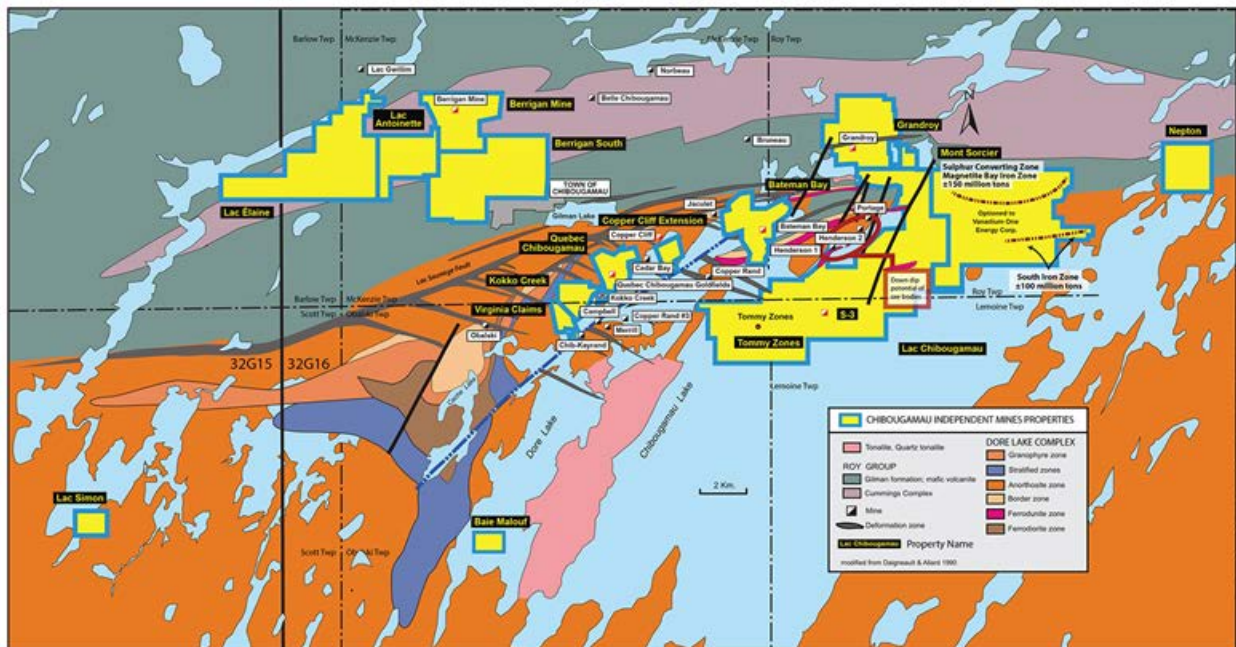 Barlow Twp
McKenzie Twp
McKenzie Twp
Roy Twp
Lac Gwillim
Norbeau
Berrigan Mine
Berrigan Mine
Belle Chibougamau
Lac
Antoinette
Grandroy
Grandroy
N
Nepton
Berrigan South
Bruneau
Mont Sorcier
Sulphur Converting Zone
Magnetite Bay Iron Zone
±150 million tons
TOWN OF
CHIBOUGAMAU
Bateman Bay
Lac Élaine
Gilman Lake
Jaculet
Portage
Optioned to
Vanadium One
Energy Corp.
Copper Cliff Extension
Copper Cliff
Bateman Bay
Henderson 2
Henderson 1
Quebec
Chibougamau
Lac Sauvage Fault
Cedar Bay
Copper Rand
South Iron Zone
±100 million tons
Kokko Creek
Quebec Chibougamau Goldfields
Kokko Creek
Down dip
potential of
ore bodies
Barlow Twp
McKenzie Twp
Roy Twp
Lemoine Twp
Scott Twp
Obalski Twp
Virginia Claims
Campbell
Copper Rand #3
Merrill
Obalski
Chib-Kayrand
Tommy Zones
S-3
Tommy Zones
Lac Chibougamau
32G15
32G16
Lemoine Twp
Dore Lake
Chibougamau Lake
2 Km.
Lac Simon
Baie Malouf
Scott Twp
CHIBOUGAMAU INDEPENDENT MINES PROPERTIES
Tonalite, Quartz tonalite
ROY GROUP
Gilman formation; mafic volcanite
Cummings Complex
Mine
Deformation zone
Lac Chibougamau
Property Name
modified from Daigneault & Allard 1990
DORE LAKE COMPLEX
Granophyre zone
Stratified zones
Anorthosite zone
Border zone
Ferrodunite zone
Ferrodiorite zone